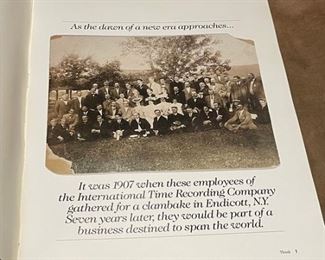 As the dawn of a new era approaches...
It was 1907 when these employees of
the International Time Recording Company
gathered for a clambake in Endicott, N.Y.
Seven years later, they would be part of a
business destined to span the world.
Think 1